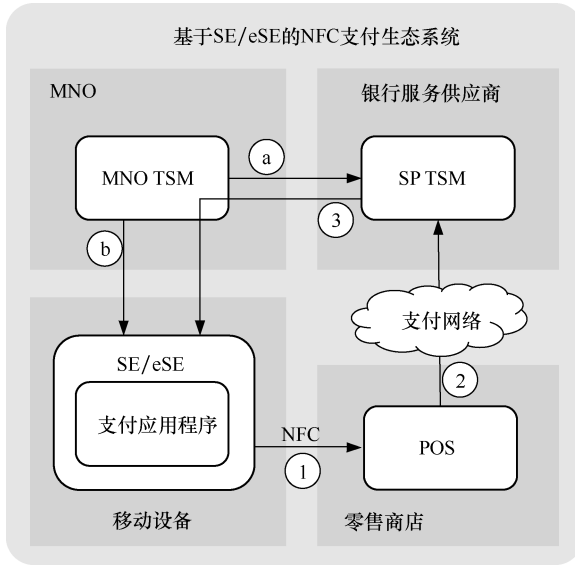 基于SE/eSE的NFC支付生态系统
MNO
银行服务供应商
MNO TSM
a
SP TSM
3
b
支付网络
SE/eSE
2
支付应用程序
NFC
POS
1
移动设备
零售商店